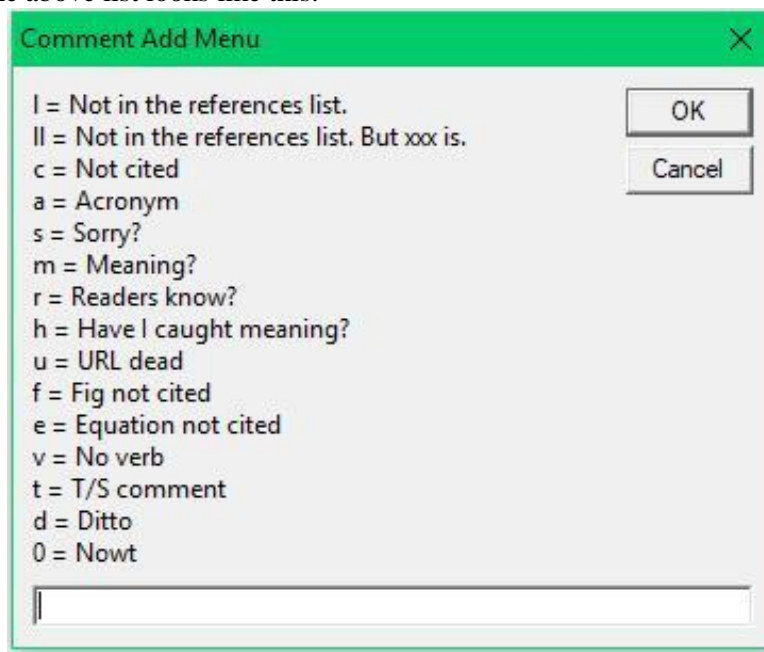 Comment Add Menu
l = Not in the references list.
OK
ll = Not in the references list. But xxx is.
c = Not cited
Cancel
a = Acronym
s = Sorry?
m = Meaning?
r = Readers know?
h = Have I caught meaning?
u = URL dead
f = Fig not cited
e = Equation not cited
v = No verb
t = T/S comment
d = Ditto
0 = Nowt